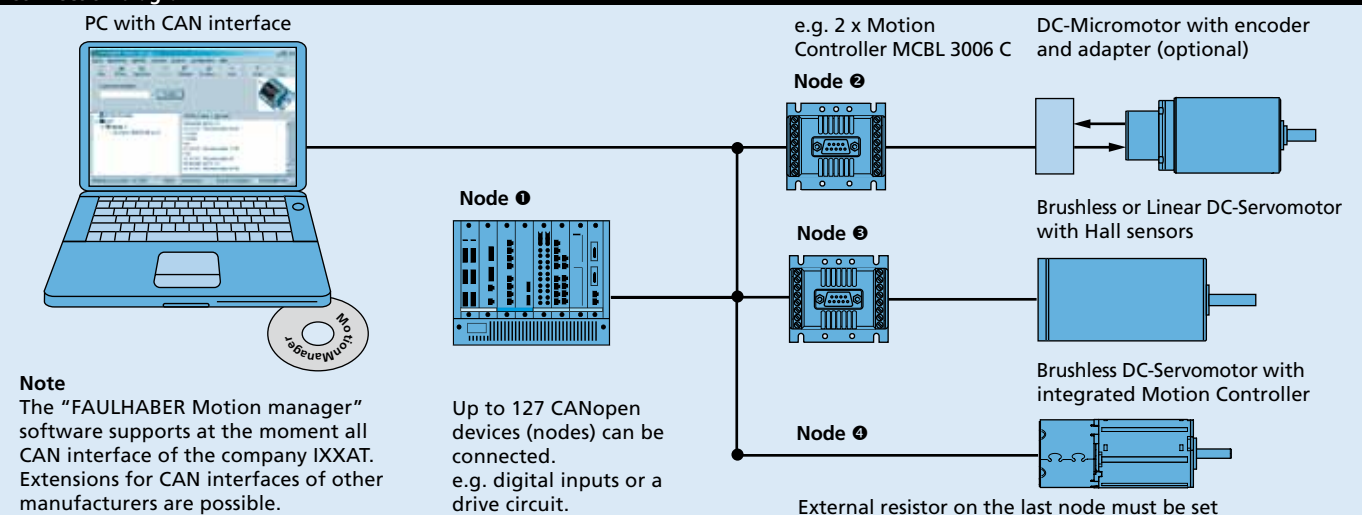 PC with CAN interface
MotionManager
Note
The “FAULHABER Motion manager”
software supports at the moment all
CAN interface of the company IXXAT.
Extensions for CAN interfaces of other
manufacturers are possible.
Node ❶
Up to 127 CANopen
devices (nodes) can be
connected.
e.g. digital inputs or a
drive circuit.
e.g. 2 x Motion
Controller MCBL 3006 C
Node ❷
Node ❸
Node ❹
DC-Micromotor with encoder
and adapter (optional)
Brushless or Linear DC-Servomotor
with Hall sensors
Brushless DC-Servomotor with
integrated Motion Controller
External resistor on the last node must be set